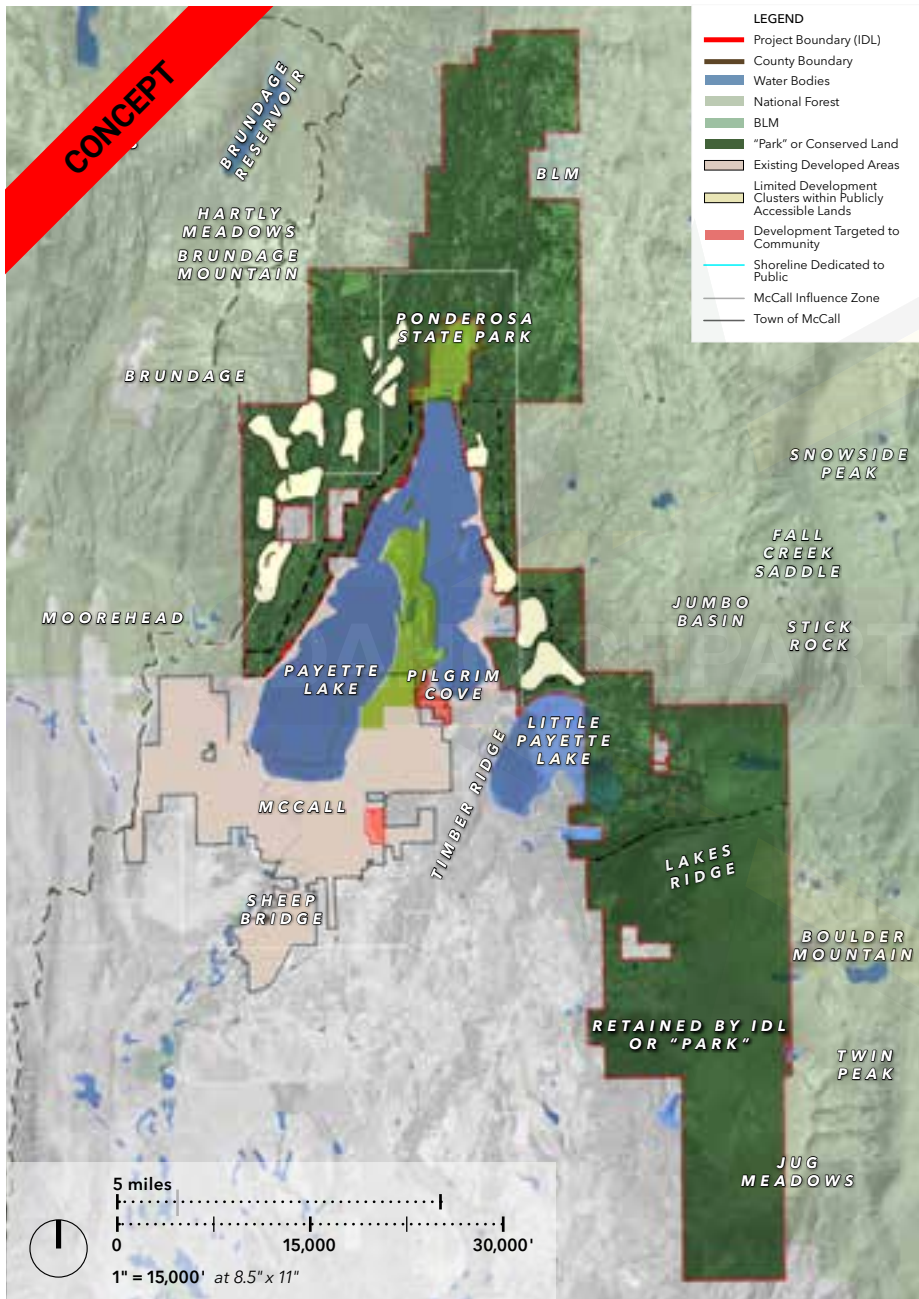 CONCEPT
LEGEND
Project Boundary (IDL)
County Boundary
Water Bodies
National Forest
BLM
"Park" or Conserved Land
Existing Developed Areas
Limited Development
Clusters within Publicly
Accessible Lands
Development Targeted to
Community
Shoreline Dedicated to
Public
McCall Influence Zone
Town of McCall
BRUNDAGE
RESERVOIR
BLM
HARTLY
MEADOWS
BRUNDAGE
MOUNTAIN
PONDEROSA
STATE PARK
BRUNDAGE
SNOWSIDE
PEAK
FALL
CREEK
SADDLE
JUMBO
BASIN
STICK
ROCK
MOOREHEAD
PAYETTE
LAKE
PILGRIM
COVE
LITTLE
PAYETTE
LAKE
TIMBER RIDGE
MCCALL
LAKES
RIDGE
SHEEP
BRIDGE
BOULDER
MOUNTAIN
RETAINED BY IDL
OR "PARK"
TWIN
PEAK
JUG
MEADOWS
5 miles
0 15,000 30,000'
1" = 15,000' at 8.5" x 11"